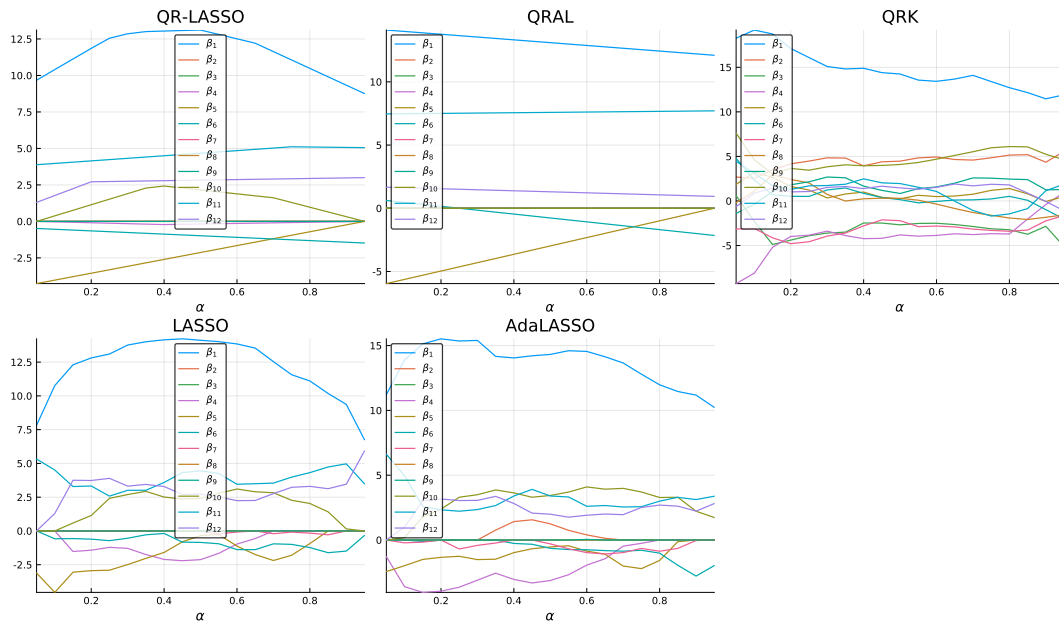 QR-LASSO
12.5
10.0
7.5
5.0
2.5
0.0
-2.5
0.2
0.4
0.6
0.8
α
β₁
β₂
β₃
β₄
β₅
β₆
β₇
β₈
β₉
β₁₀
β₁₁
β₁₂
QRAL
10
5
0
-5
0.2
0.4
0.6
0.8
α
β₁
β₂
β₃
β₄
β₅
β₆
β₇
β₈
β₉
β₁₀
β₁₁
β₁₂
QRK
15
10
5
0
-5
0.2
0.4
0.6
0.8
α
β₁
β₂
β₃
β₄
β₅
β₆
β₇
β₈
β₉
β₁₀
β₁₁
β₁₂
LASSO
12.5
10.0
7.5
5.0
2.5
0.0
-2.5
0.2
0.4
0.6
0.8
α
β₁
β₂
β₃
β₄
β₅
β₆
β₇
β₈
β₉
β₁₀
β₁₁
β₁₂
AdaLASSO
15
10
5
0
0.2
0.4
0.6
0.8
α
β₁
β₂
β₃
β₄
β₅
β₆
β₇
β₈
β₉
β₁₀
β₁₁
β₁₂